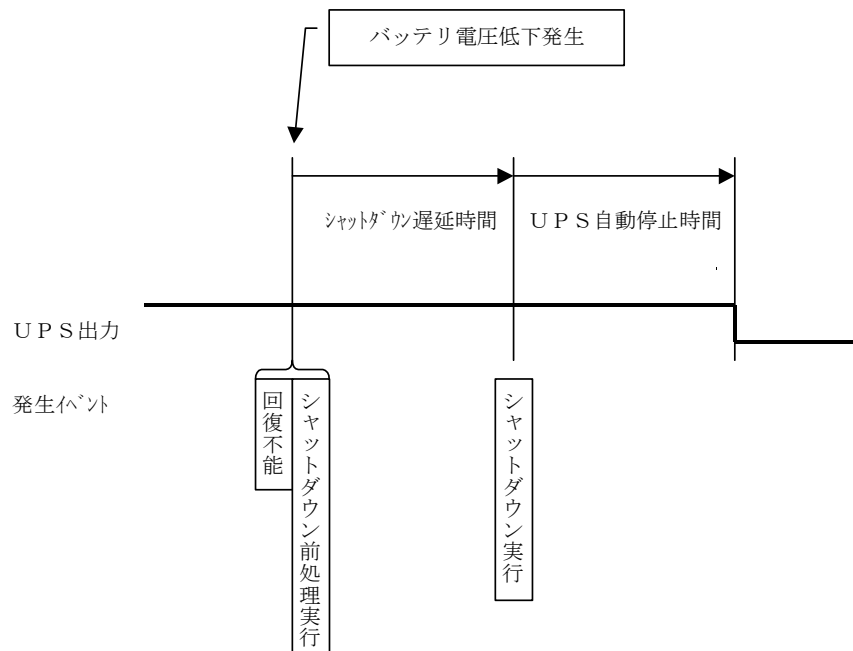 バッテリ電圧低下発生
ｼｬｯﾄﾀﾞｳﾝ遅延時間
ＵＰＳ自動停止時間
ＵＰＳ出力
発生ｲﾍﾞﾝﾄ
回復不能
シャットダウン前処理実行
シャットダウン実行